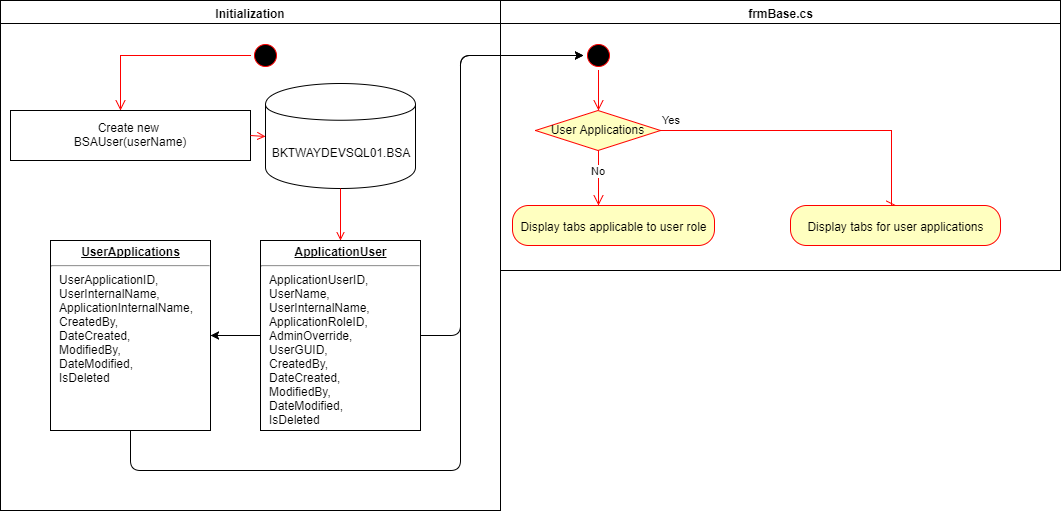 Initialization
frmBase.cs
Create new
BSAUser(userName)
BKTWAYDEVSQL01.BSA
UserApplications
UserApplicationID,
UserInternalName,
ApplicationInternalName,
CreatedBy,
DateCreated,
ModifiedBy,
DateModified,
IsDeleted
ApplicationUser
ApplicationUserID,
UserName,
UserInternalName,
ApplicationRoleID,
AdminOverride,
UserGUID,
CreatedBy,
DateCreated,
ModifiedBy,
DateModified,
IsDeleted
User Applications
Yes
No
Display tabs applicable to user role
Display tabs for user applications